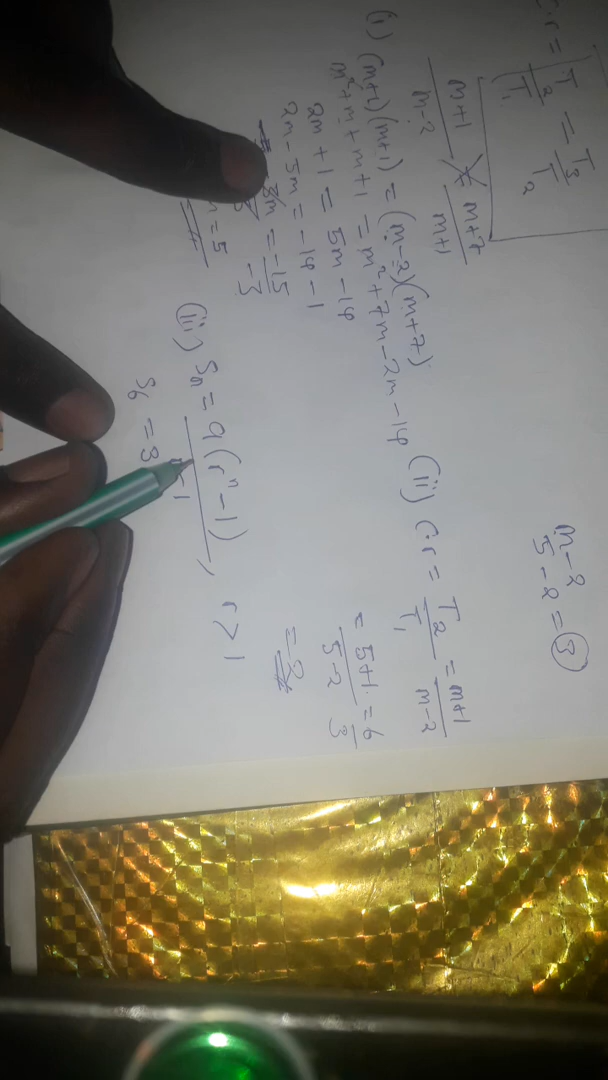 C.r = T2/T1 = T3/T2
m+1/m-2 = m+7/m+1
(i) (m+1)(m+1) = (m-2)(m+7)
m²+m+m+1 = m²+7m-2m-14
2m+1 = 5m-14
2m-3m = -14-1
-3m = -15
-3
m=5
m-2
5-2 = 3
(ii) C.r = T2/T1 = m+1/m-2
= 5+1/5-2 = 6/3
= 2
(iii) Sn = a(rⁿ-1)/r-1, r>1
S6 = 3